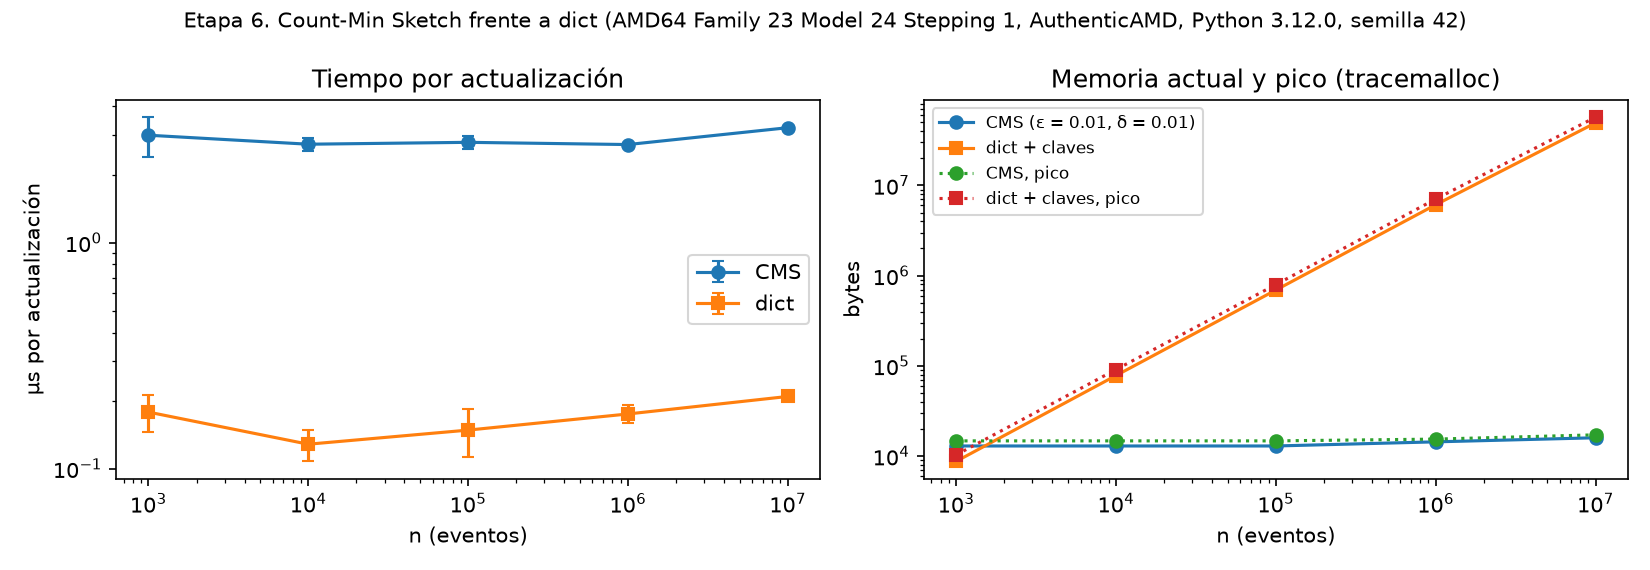 Etapa 6. Count-Min Sketch frente a dict (AMD64 Family 23 Model 24 Stepping 1, AuthenticAMD, Python 3.12.0, semilla 42)
Tiempo por actualización
µs por actualización
10⁰
10⁻¹
CMS
dict
10³ 10⁴ 10⁵ 10⁶ 10⁷
n (eventos)
Memoria actual y pico (tracemalloc)
CMS (ε = 0.01, δ = 0.01)
dict + claves
CMS, pico
dict + claves, pico
bytes
10⁷
10⁶
10⁵
10⁴
10³ 10⁴ 10⁵ 10⁶ 10⁷
n (eventos)